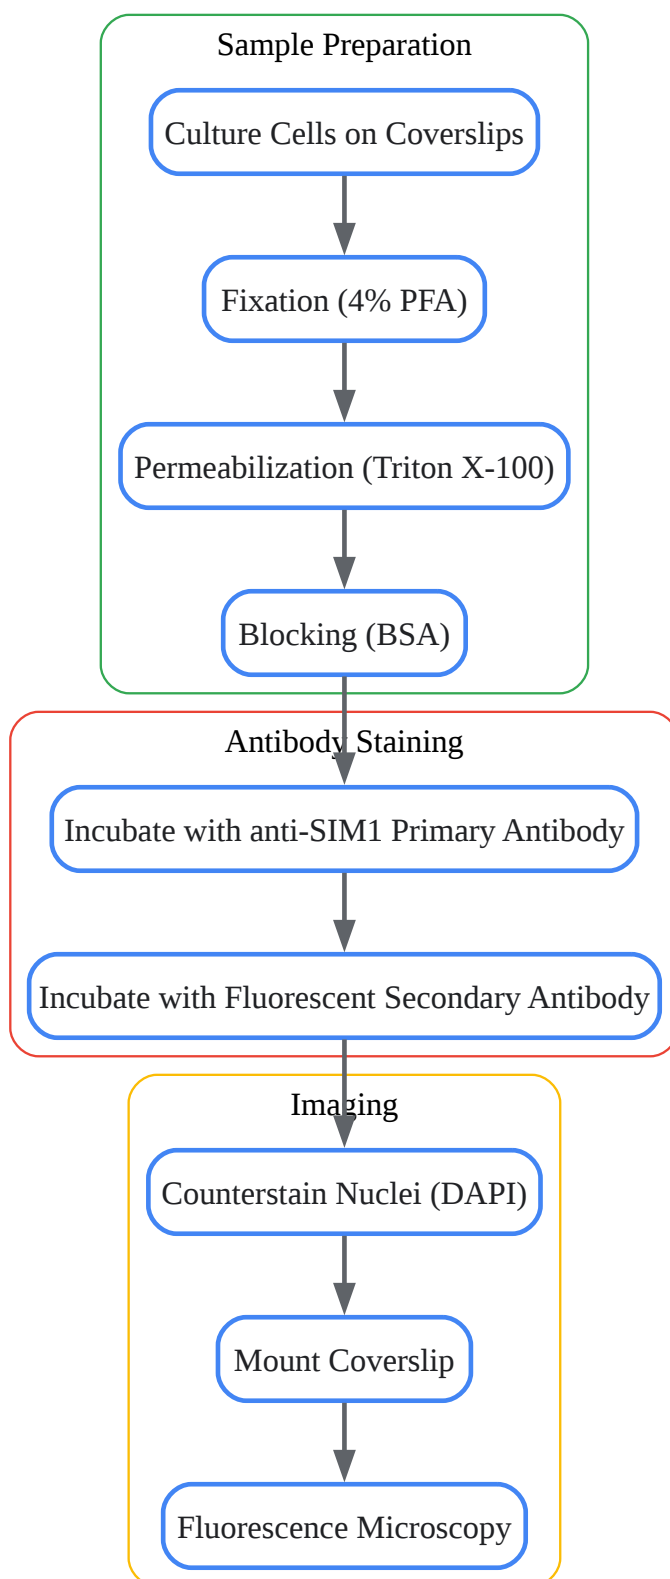 Sample Preparation
Culture Cells on Coverslips
Fixation (4% PFA)
Permeabilization (Triton X-100)
Blocking (BSA)
Antibody Staining
Incubate with anti-SIM1 Primary Antibody
Incubate with Fluorescent Secondary Antibody
Imaging
Counterstain Nuclei (DAPI)
Mount Coverslip
Fluorescence Microscopy